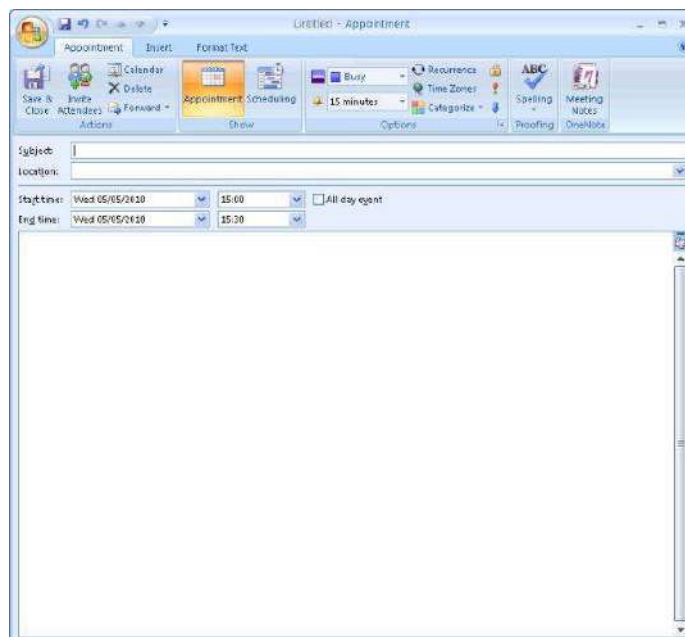 Untitled - Appointment
Appointment Insert Format Text
Save & Close
Invite Attendees
Calendar
Delete
Forward
Actions
Appointment Scheduling
Show
Busy
15 minutes
Recurrence
Time Zones
Categorize
Options
ABC
Spelling
Proofing
Meeting Notes
OneNote
Subject:
Location:
Start time: Wed 05/05/2010 15:00 All day event
End time: Wed 05/05/2010 15:30